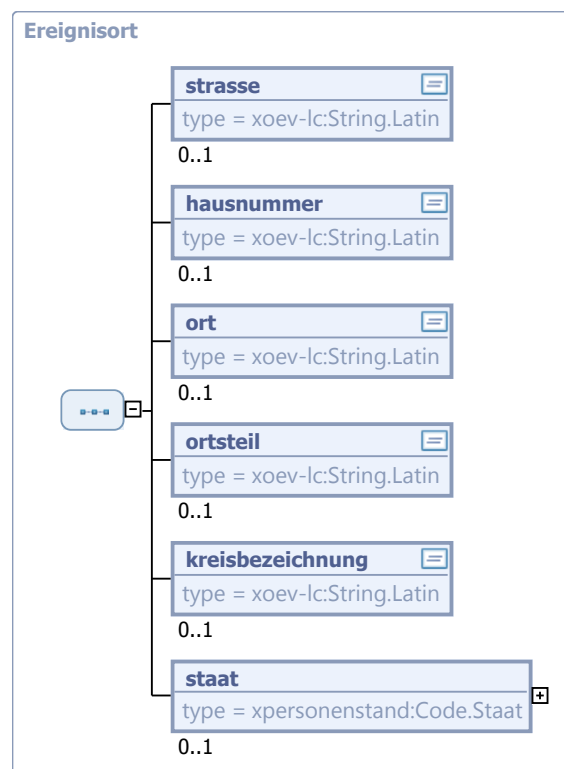 Ereignisort
strasse
type = xoev-lc:String.Latin
0..1
hausnummer
type = xoev-lc:String.Latin
0..1
ort
type = xoev-lc:String.Latin
0..1
ortsteil
type = xoev-lc:String.Latin
0..1
kreisbezeichnung
type = xoev-lc:String.Latin
0..1
staat
type = xpersonenstand:Code.Staat
0..1